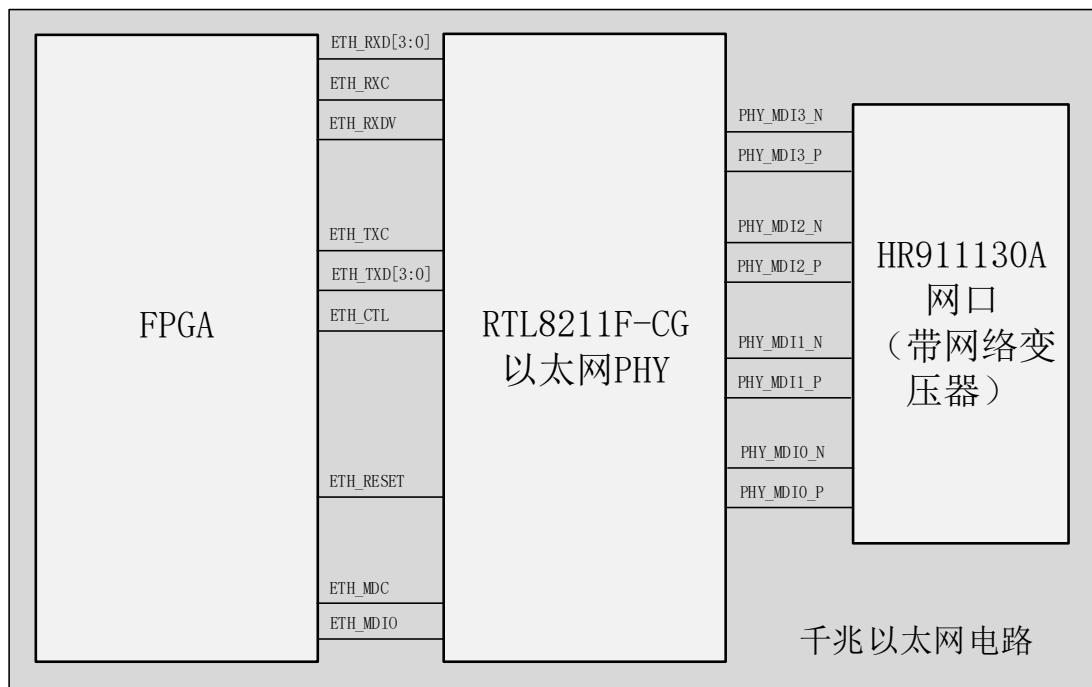 ETH_RXD[3:0]
ETH_RXC
ETH_RXDV
ETH_TXC
ETH_TXD[3:0]
ETH_CTL
ETH_RESET
ETH_MDC
ETH_MDIO
FPGA
RTL8211F-CG
以太网PHY
PHY_MDI3_N
PHY_MDI3_P
PHY_MDI2_N
PHY_MDI2_P
PHY_MDI1_N
PHY_MDI1_P
PHY_MDI0_N
PHY_MDI0_P
HR911130A
网口
（带网络变
压器）
千兆以太网电路